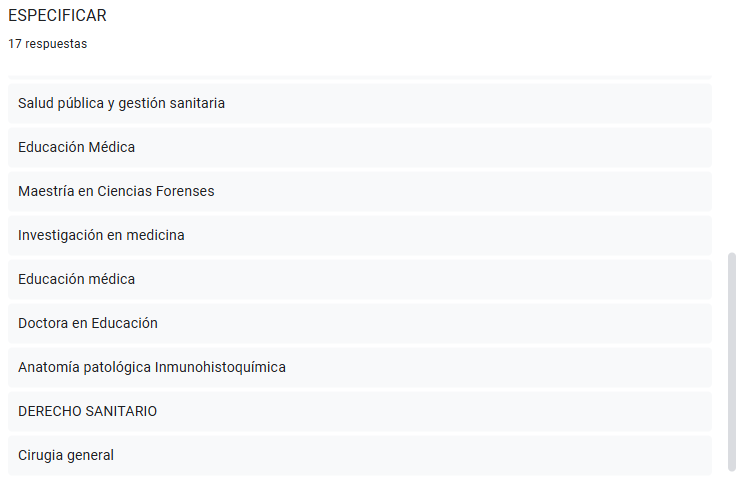 ESPECIFICAR
17 respuestas
Salud pública y gestión sanitaria
Educación Médica
Maestría en Ciencias Forenses
Investigación en medicina
Educación médica
Doctora en Educación
Anatomía patológica Inmunohistoquímica
DERECHO SANITARIO
Cirugia general